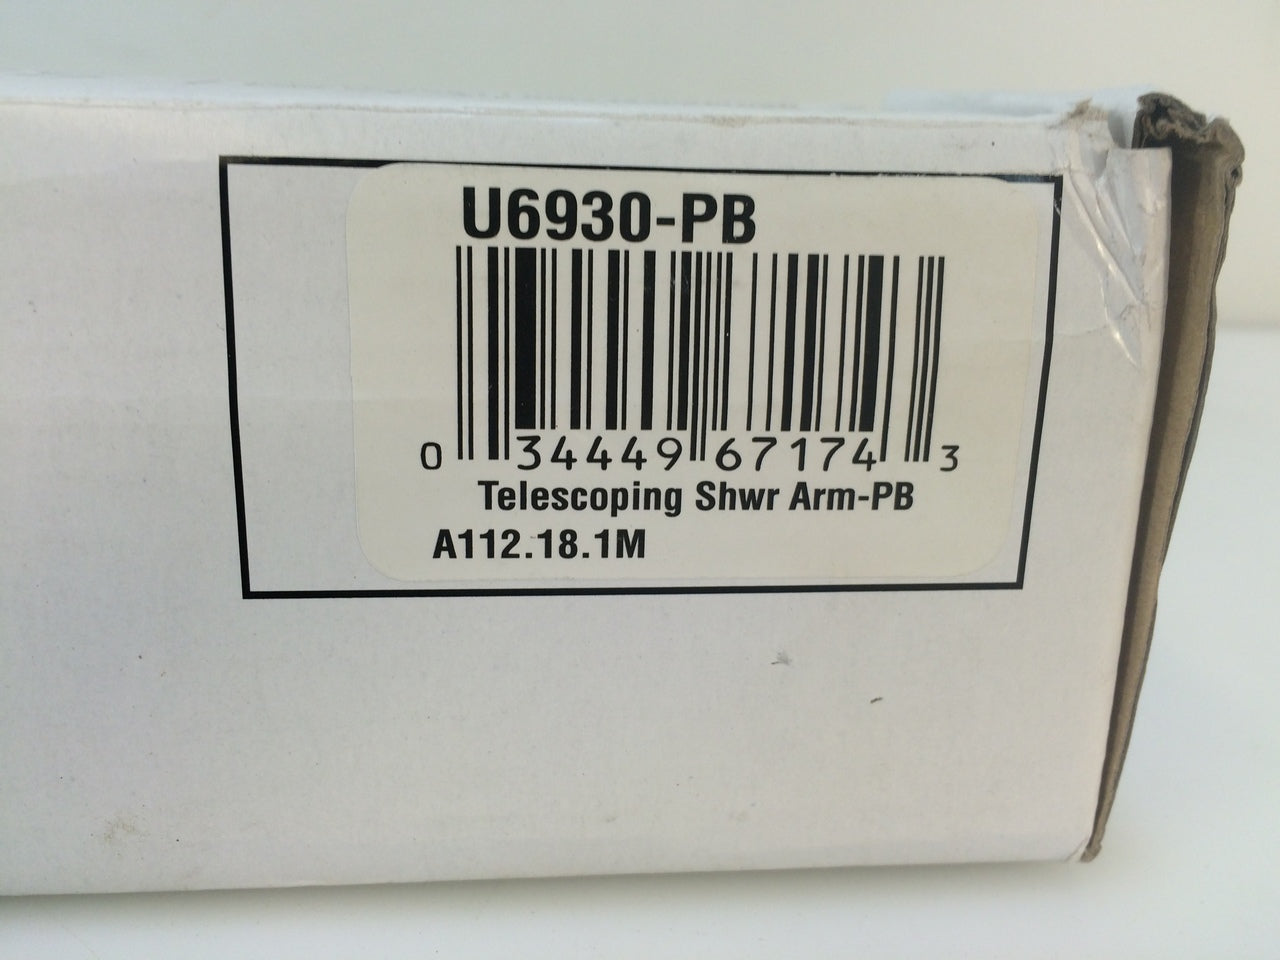 U6930-PB
0 34449 67174 3
Telescoping Shwr Arm-PB
A112.18.1M